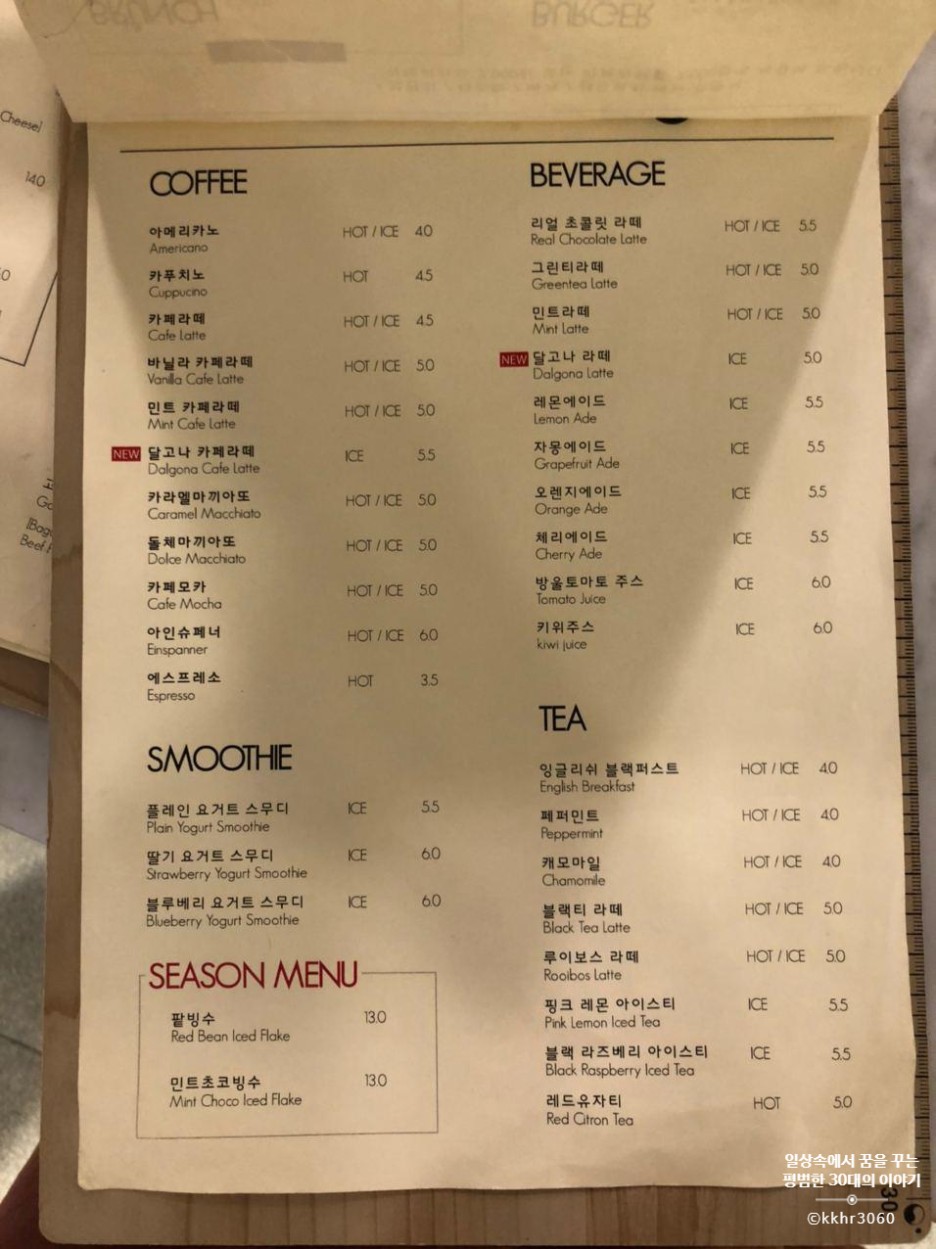 BRUNCH
BURGER
Cheese]
14.0
COFFEE
아메리카노 HOT / ICE 4.0
Americano
카푸치노 HOT 4.5
Cuppucino
카페라떼 HOT / ICE 4.5
Cafe Latte
바닐라 카페라떼 HOT / ICE 5.0
Vanilla Cafe Latte
민트 카페라떼 HOT / ICE 5.0
Mint Cafe Latte
NEW 달고나 카페라떼 ICE 5.5
Dalgona Cafe Latte
카라멜마끼아또 HOT / ICE 5.0
Caramel Macchiato
돌체마끼아또 HOT / ICE 5.0
Dolce Macchiato
카페모카 HOT / ICE 5.0
Cafe Mocha
아인슈페너 HOT / ICE 6.0
Einspanner
에스프레소 HOT 3.5
Espresso
SMOOTHIE
플레인 요거트 스무디 ICE 5.5
Plain Yogurt Smoothie
딸기 요거트 스무디 ICE 6.0
Strawberry Yogurt Smoothie
블루베리 요거트 스무디 ICE 6.0
Blueberry Yogurt Smoothie
SEASON MENU
팥빙수 13.0
Red Bean Iced Flake
민트초코빙수 13.0
Mint Choco Iced Flake
BEVERAGE
리얼 초콜릿 라떼 HOT / ICE 5.5
Real Chocolate Latte
그린티라떼 HOT / ICE 5.0
Greentea Latte
민트라떼 HOT / ICE 5.0
Mint Latte
NEW 달고나 라떼 ICE 5.0
Dalgona Latte
레몬에이드 ICE 5.5
Lemon Ade
자몽에이드 ICE 5.5
Grapefruit Ade
오렌지에이드 ICE 5.5
Orange Ade
체리에이드 ICE 5.5
Cherry Ade
방울토마토 주스 ICE 6.0
Tomato Juice
키위주스 ICE 6.0
kiwi juice
TEA
잉글리쉬 블랙퍼스트 HOT / ICE 4.0
English Breakfast
페퍼민트 HOT / ICE 4.0
Peppermint
캐모마일 HOT / ICE 4.0
Chamomile
블랙티 라떼 HOT / ICE 5.0
Black Tea Latte
루이보스 라떼 HOT / ICE 5.0
Rooibos Latte
핑크 레몬 아이스티 ICE 5.5
Pink Lemon Iced Tea
블랙 라즈베리 아이스티 ICE 5.5
Black Raspberry Iced Tea
레드유자티 HOT 5.0
Red Citron Tea
30
일상속에서 꿈을 꾸는
평범한 30대의 이야기
©kkhr3060